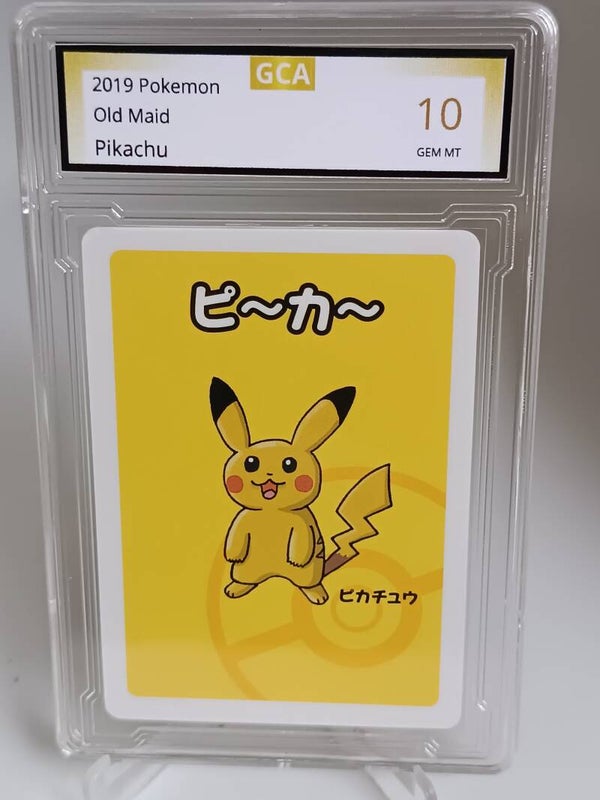 GCA
2019 Pokemon
Old Maid
Pikachu
10
GEM MT
ピ〜カ〜
ピカチュウ